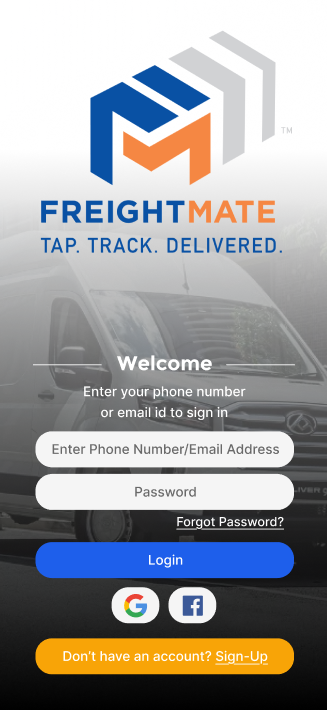 TM
FREIGHTMATE
TAP. TRACK. DELIVERED.
Welcome
Enter your phone number
or email id to sign in
Enter Phone Number/Email Address
Password
Forgot Password?
Login
Don't have an account? Sign-Up